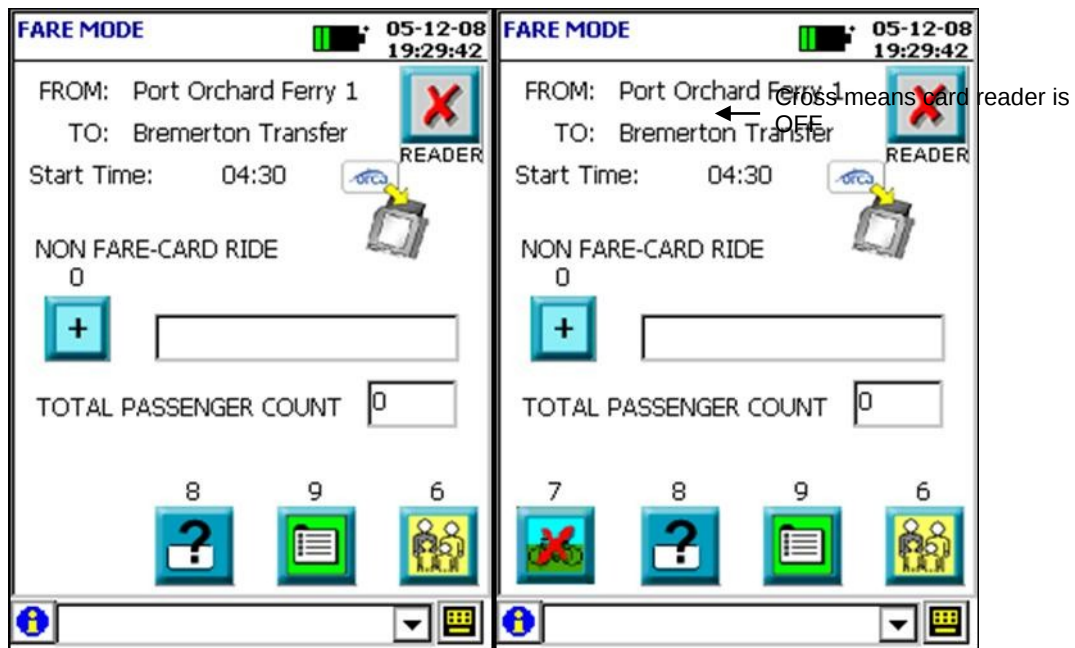 FARE MODE
05-12-08
19:29:42
FROM: Port Orchard Ferry 1
TO: Bremerton Transfer
READER
Start Time: 04:30
orca
NON FARE-CARD RIDE
0
+
TOTAL PASSENGER COUNT 0
8 9 6
?
FARE MODE
05-12-08
19:29:42
FROM: Port Orchard Ferry 1
Cross means card reader is
OFF
TO: Bremerton Transfer
READER
Start Time: 04:30
orca
NON FARE-CARD RIDE
0
+
TOTAL PASSENGER COUNT 0
7 8 9 6
?